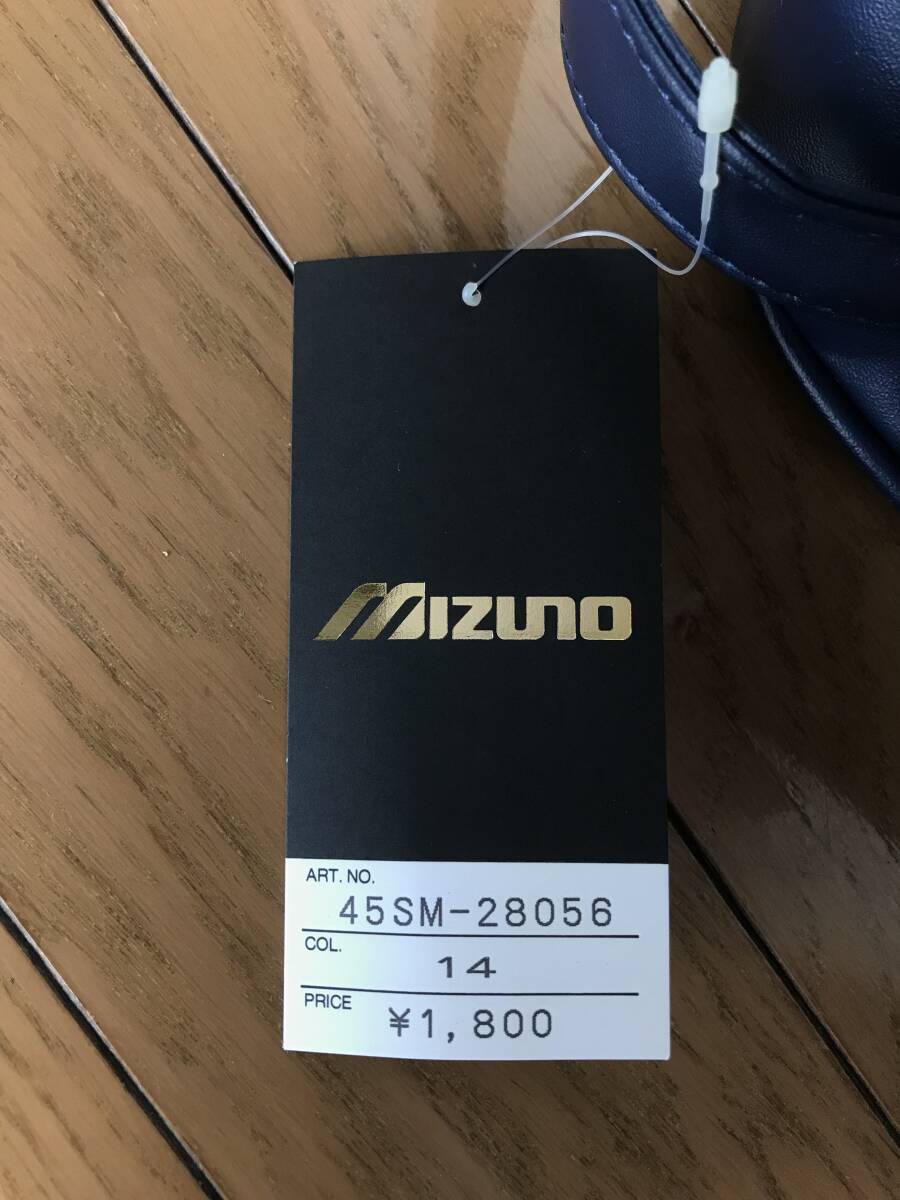 MIZUNO
ART. NO.
45SM-28056
COL.
14
PRICE
¥1,800